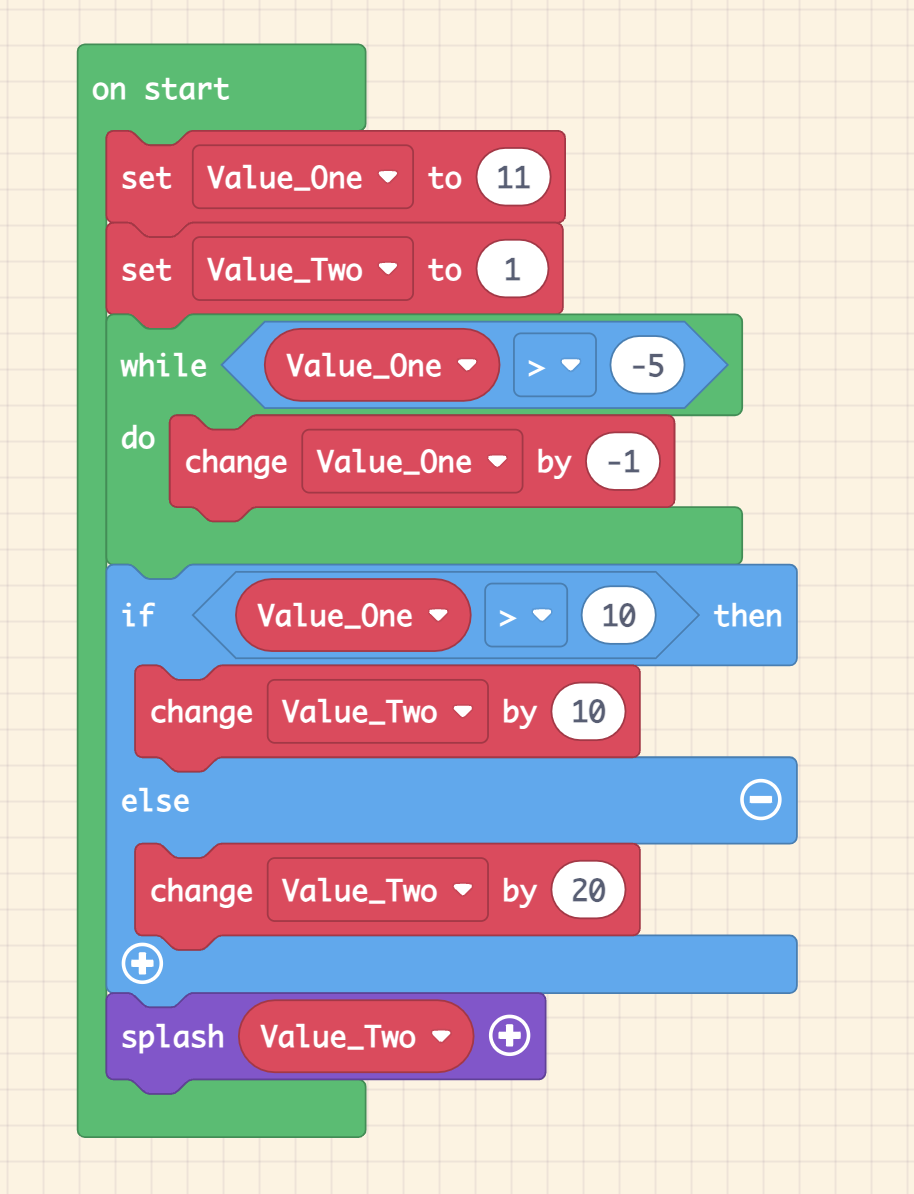 on start
set Value_One to 11
set Value_Two to 1
while Value_One > -5
do
change Value_One by -1
if Value_One > 10 then
change Value_Two by 10
else
change Value_Two by 20
splash Value_Two